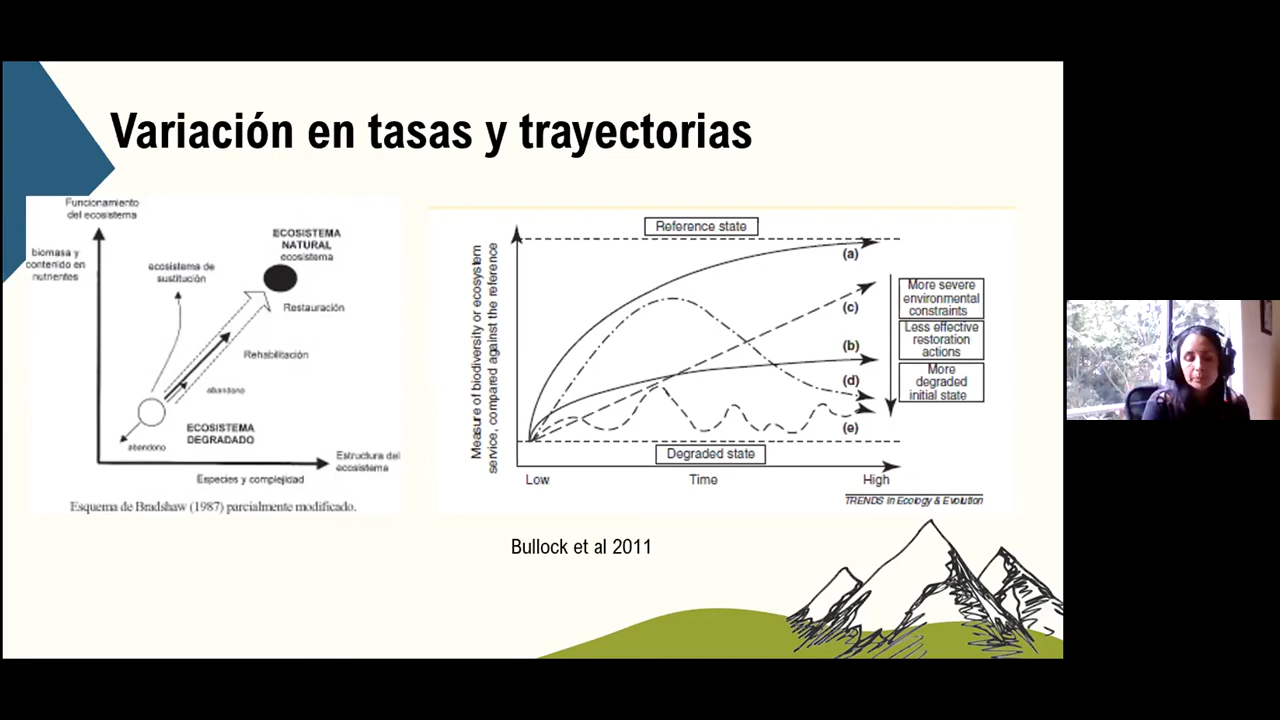 Variación en tasas y trayectorias
Funcionamiento
del ecosistema
biomasa y
contenido en
nutrientes
ecosistema de
sustitución
ECOSISTEMA
NATURAL
ecosistema
Restauración
Rehabilitación
abandono
abandono
ECOSISTEMA
DEGRADADO
Estructura del
ecosistema
Especies y complejidad
Esquema de Bradshaw (1987) parcialmente modificado.
Measure of biodiversity or ecosystem
service, compared against the reference
Reference state
(a)
(c)
(b)
(d)
(e)
More severe
environmental
constraints
Less effective
restoration
actions
More
degraded
initial state
Degraded state
Low
Time
High
TRENDS in Ecology & Evolution
Bullock et al 2011